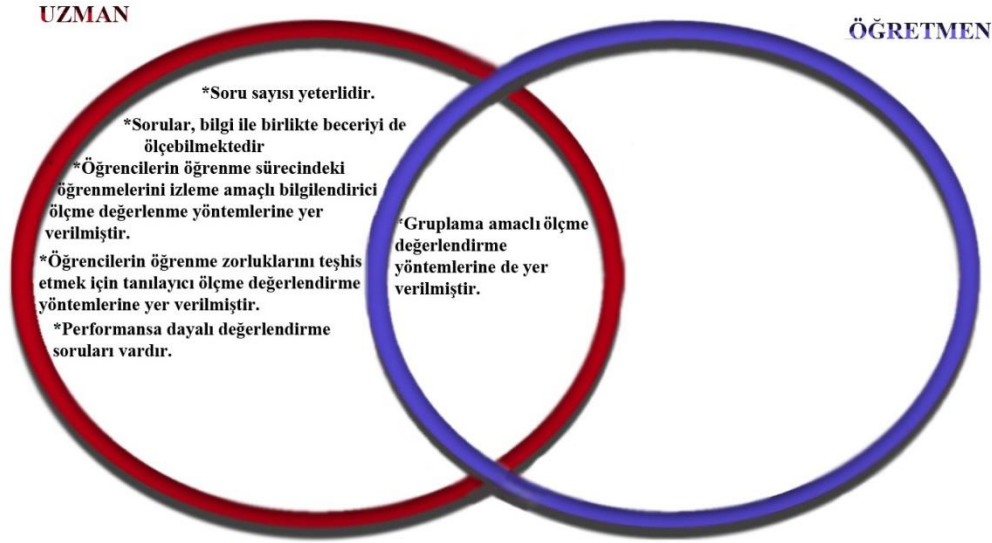 UZMAN
ÖĞRETMEN
*Soru sayısı yeterlidir.
*Sorular, bilgi ile birlikte beceriyi de
ölçebilmektedir
*Öğrencilerin öğrenme sürecindeki
öğrenmelerini izleme amaçlı bilgilendirici
ölçme değerlenme yöntemlerine yer
verilmiştir.
*Öğrencilerin öğrenme zorluklarını teşhis
etmek için tanılayıcı ölçme değerlendirme
yöntemlerine yer verilmiştir.
*Performansa dayalı değerlendirme
soruları vardır.
*Gruplama amaclı ölçme
değerlendirme
yöntemlerine de yer
verilmiştir.